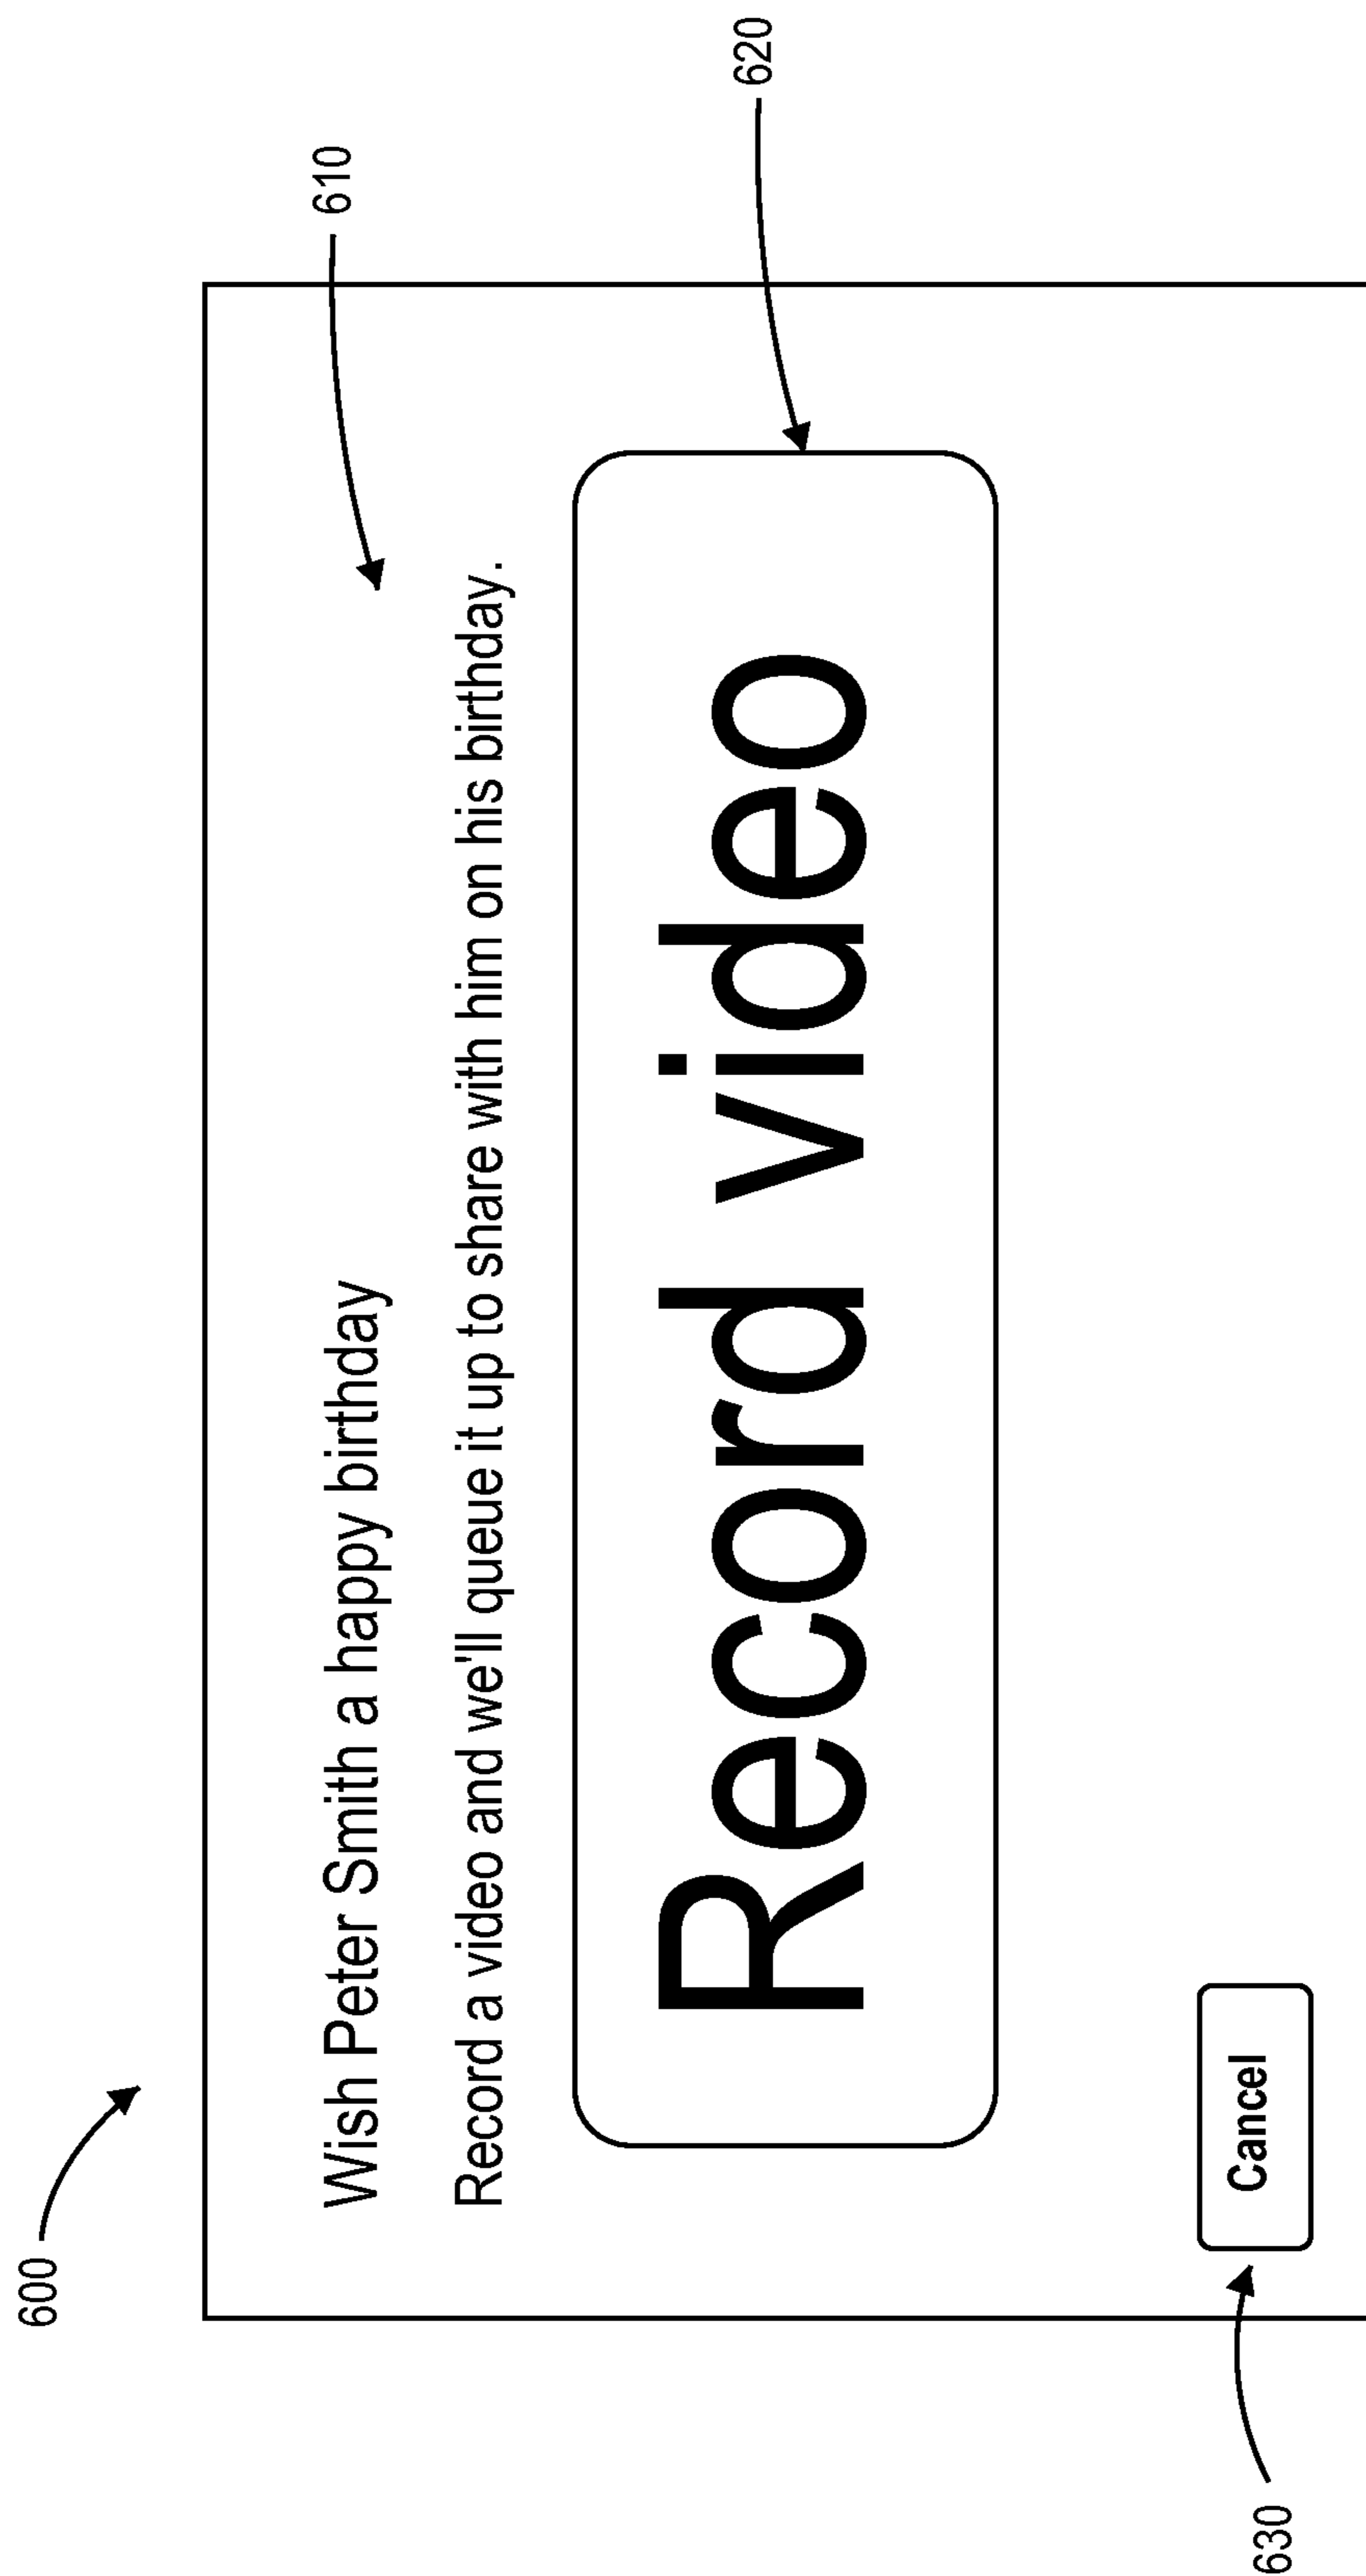 600
610
Wish Peter Smith a happy birthday
Record a video and we'll queue it up to share with him on his birthday.
620
Record video
630
Cancel